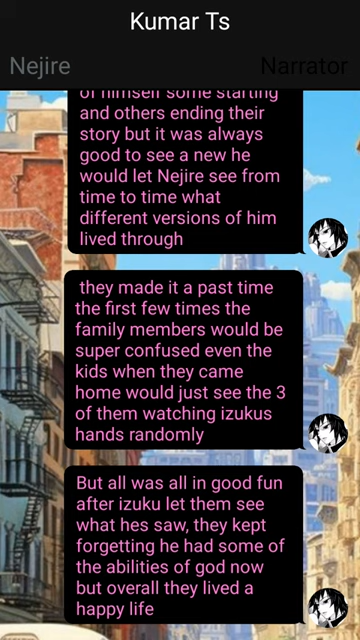 Kumar Ts
Nejire
Narrator
of himself some starting
and others ending their
story but it was always
good to see a new he
would let Nejire see from
time to time what
different versions of him
lived through
they made it a past time
the first few times the
family members would be
super confused even the
kids when they came
home would just see the 3
of them watching izukus
hands randomly
But all was all in good fun
after izuku let them see
what hes saw, they kept
forgetting he had some of
the abilities of god now
but overall they lived a
happy life